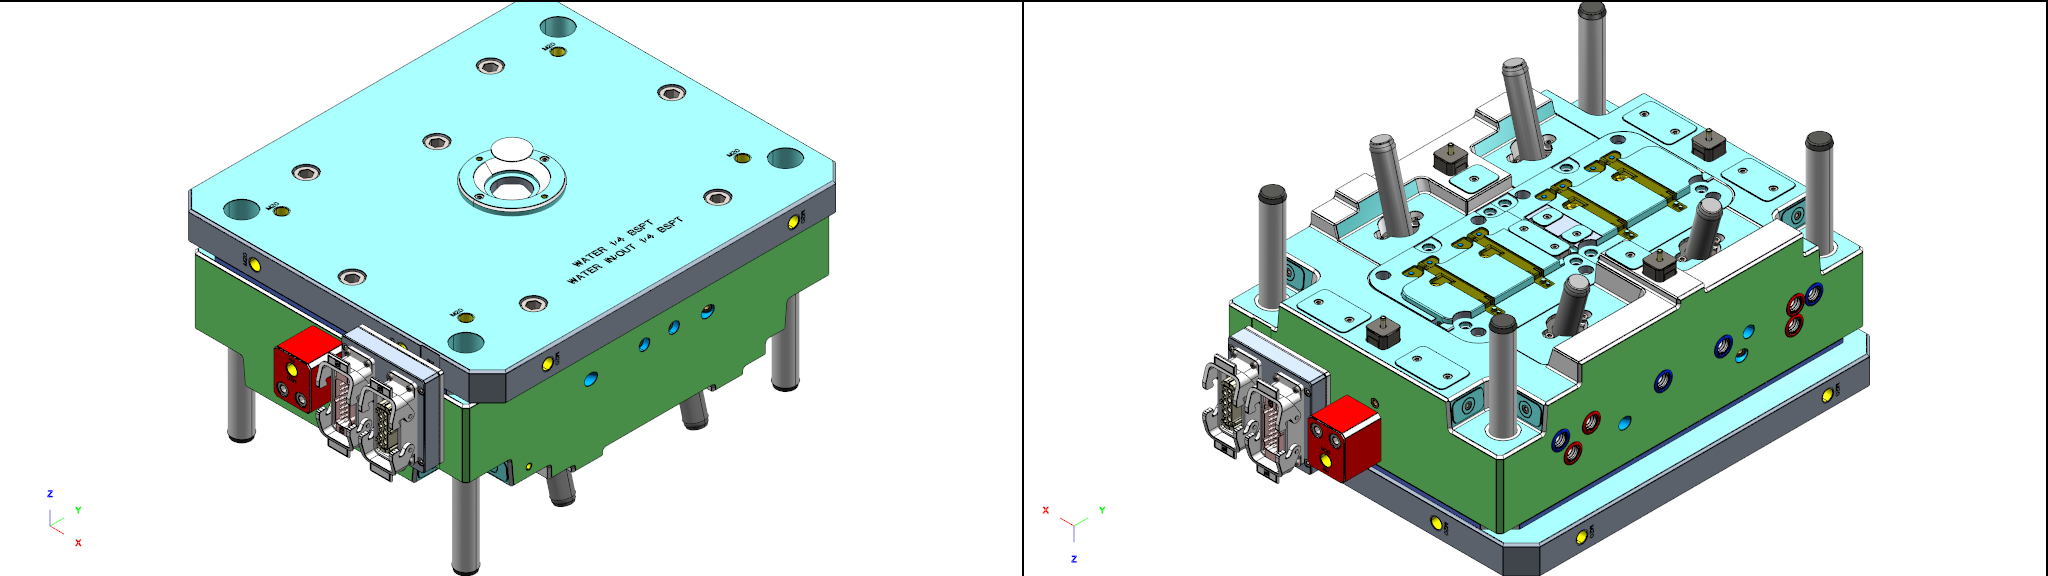 M20
M20
M20
WATER 1/4 BSPT
WATER IN/OUT 1/4 BSPT
M20
Z
Y
X
X
Y
Z